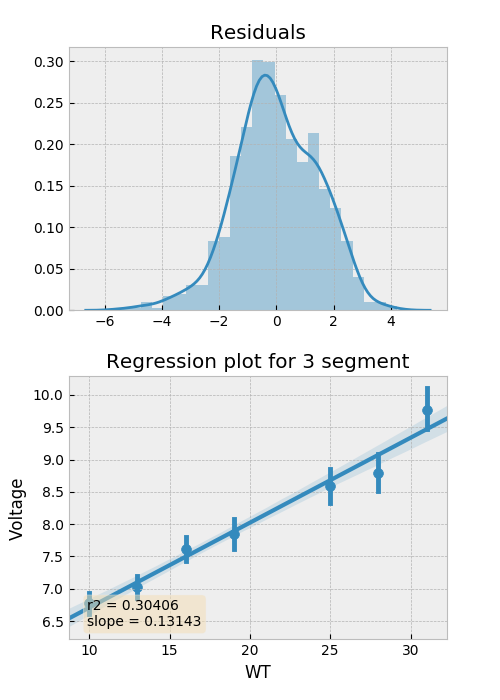 Residuals
0.30
0.25
0.20
0.15
0.10
0.05
0.00
−6 −4 −2 0 2 4
Regression plot for 3 segment
10.0
9.5
9.0
8.5
8.0
7.5
7.0
6.5
Voltage
r2 = 0.30406
slope = 0.13143
10 15 20 25 30
WT